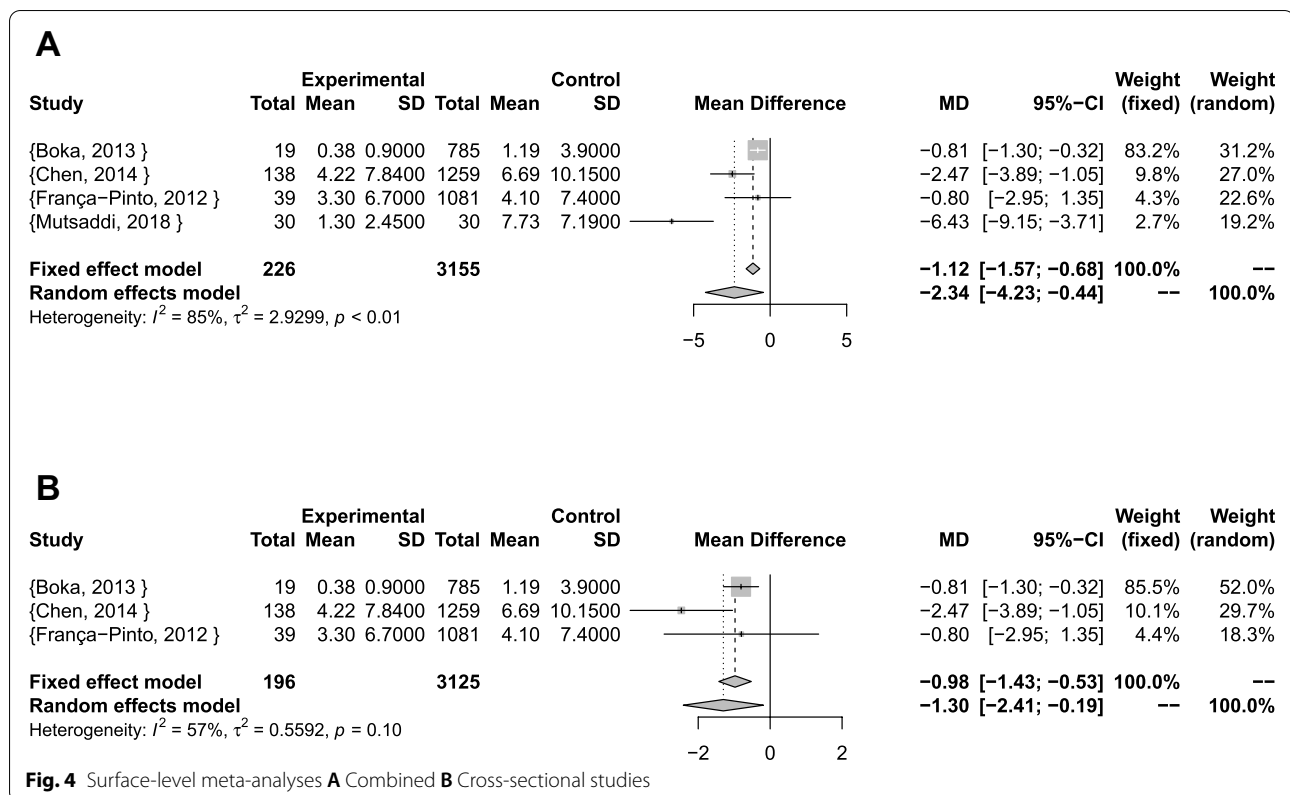 A
Experimental Control Weight Weight
Study Total Mean SD Total Mean SD Mean Difference MD 95%−CI (fixed) (random)
{Boka, 2013 } 19 0.38 0.9000 785 1.19 3.9000 −0.81 [−1.30; −0.32] 83.2% 31.2%
{Chen, 2014 } 138 4.22 7.8400 1259 6.69 10.1500 −2.47 [−3.89; −1.05] 9.8% 27.0%
{França−Pinto, 2012 } 39 3.30 6.7000 1081 4.10 7.4000 −0.80 [−2.95; 1.35] 4.3% 22.6%
{Mutsaddi, 2018 } 30 1.30 2.4500 30 7.73 7.1900 −6.43 [−9.15; −3.71] 2.7% 19.2%
Fixed effect model 226 3155 −1.12 [−1.57; −0.68] 100.0% −−
Random effects model −2.34 [−4.23; −0.44] −− 100.0%
Heterogeneity: I² = 85%, τ² = 2.9299, p < 0.01
−5 0 5
B
Experimental Control Weight Weight
Study Total Mean SD Total Mean SD Mean Difference MD 95%−CI (fixed) (random)
{Boka, 2013 } 19 0.38 0.9000 785 1.19 3.9000 −0.81 [−1.30; −0.32] 85.5% 52.0%
{Chen, 2014 } 138 4.22 7.8400 1259 6.69 10.1500 −2.47 [−3.89; −1.05] 10.1% 29.7%
{França−Pinto, 2012 } 39 3.30 6.7000 1081 4.10 7.4000 −0.80 [−2.95; 1.35] 4.4% 18.3%
Fixed effect model 196 3125 −0.98 [−1.43; −0.53] 100.0% −−
Random effects model −1.30 [−2.41; −0.19] −− 100.0%
Heterogeneity: I² = 57%, τ² = 0.5592, p = 0.10
−2 0 2
Fig. 4 Surface-level meta-analyses A Combined B Cross-sectional studies